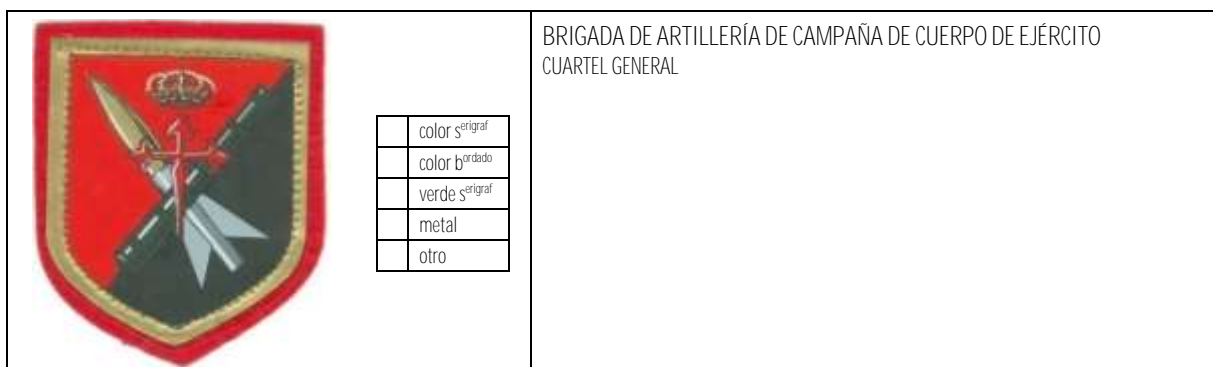 BRIGADA DE ARTILLERÍA DE CAMPAÑA DE CUERPO DE EJÉRCITO
CUARTEL GENERAL
color serigraf
color bordado
verde serigraf
metal
otro